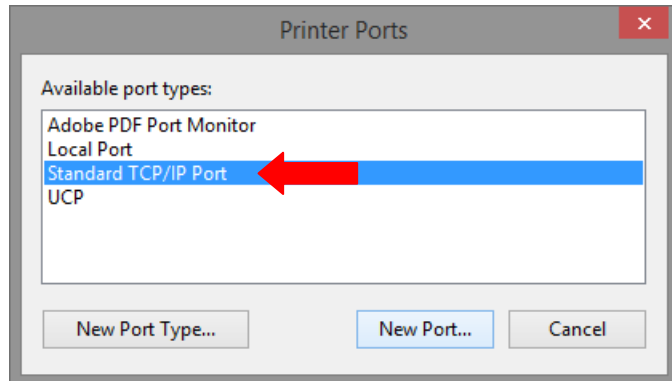 Printer Ports
Available port types:
Adobe PDF Port Monitor
Local Port
Standard TCP/IP Port
UCP
New Port Type... New Port... Cancel